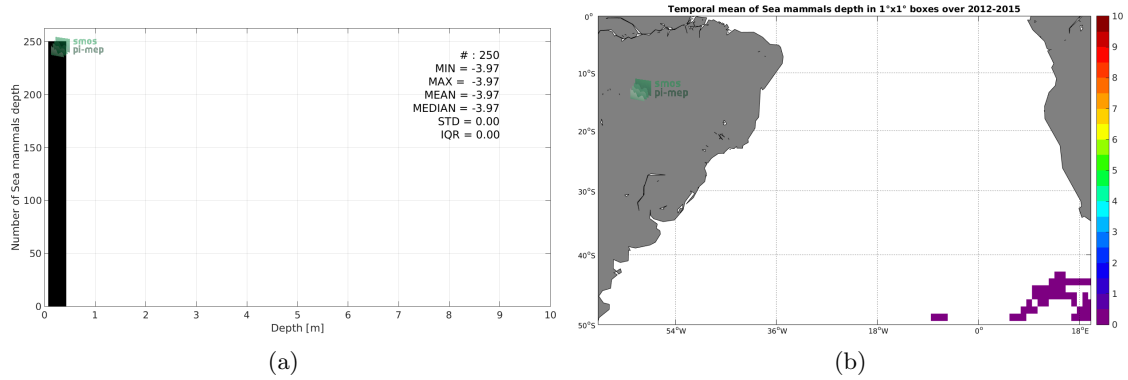 smos
pi-mep
# : 250
MIN = -3.97
MAX = -3.97
MEAN = -3.97
MEDIAN = -3.97
STD = 0.00
IQR = 0.00
250
200
150
100
50
0
Number of Sea mammals depth
0 1 2 3 4 5 6 7 8 9 10
Depth [m]
(a)
Temporal mean of Sea mammals depth in 1°x1° boxes over 2012-2015
smos
pi-mep
0°
10°S
20°S
30°S
40°S
50°S
54°W 36°W 18°W 0° 18°E
10
9
8
7
6
5
4
3
2
1
0
(b)